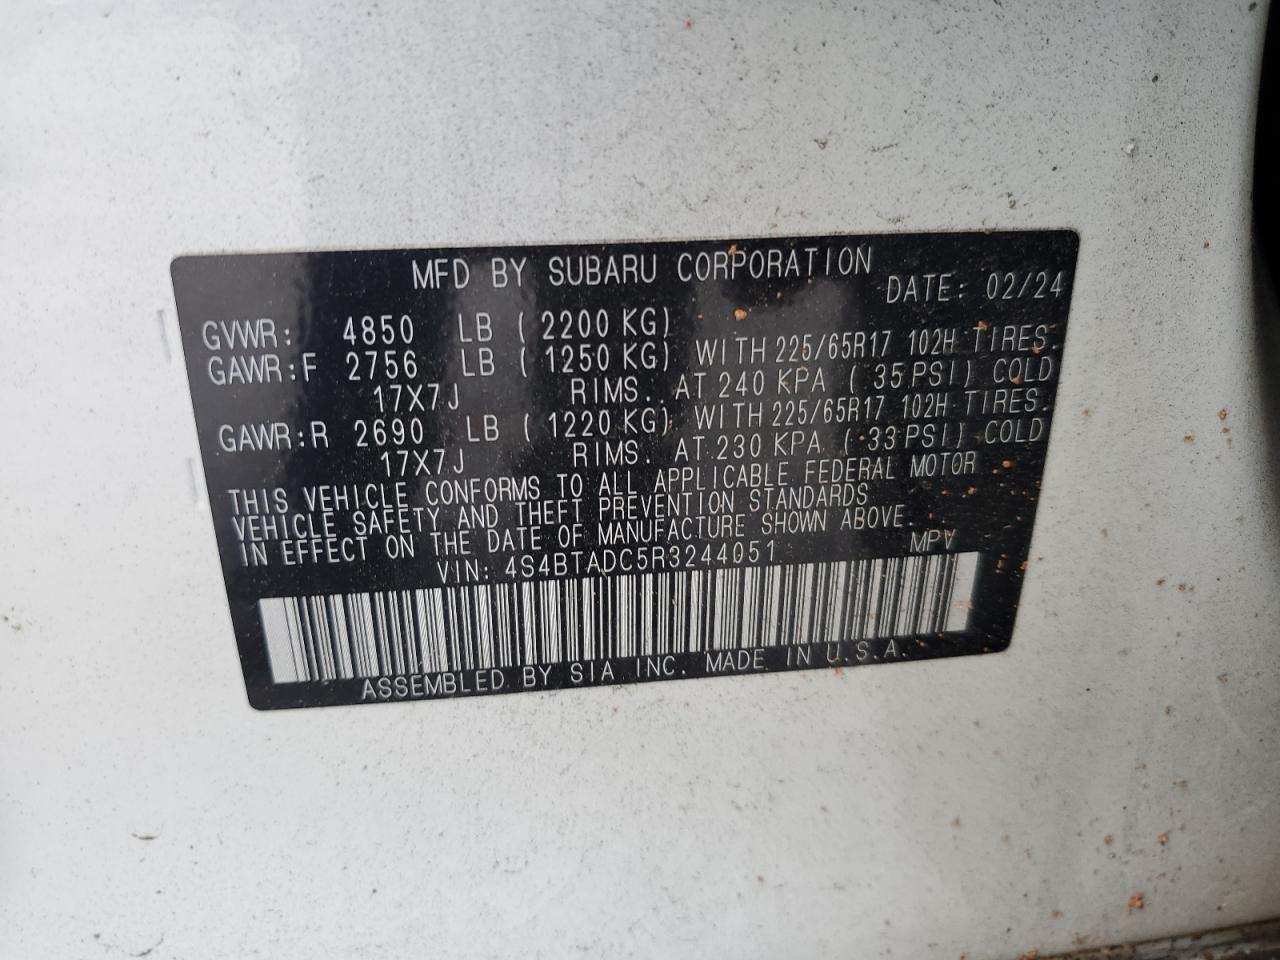 MFD BY SUBARU CORPORATION
DATE: 02/24
GVWR: 4850 LB ( 2200 KG)
GAWR:F 2756 LB ( 1250 KG) WITH 225/65R17 102H TIRES.
17X7J RIMS. AT 240 KPA ( 35 PSI) COLD
GAWR:R 2690 LB ( 1220 KG) WITH 225/65R17 102H TIRES.
17X7J RIMS. AT 230 KPA ( 33 PSI) COLD
THIS VEHICLE CONFORMS TO ALL APPLICABLE FEDERAL MOTOR
VEHICLE SAFETY AND THEFT PREVENTION STANDARDS
IN EFFECT ON THE DATE OF MANUFACTURE SHOWN ABOVE.
VIN: 4S4BTADC5R3244051 MPV
ASSEMBLED BY SIA INC. MADE IN U.S.A.